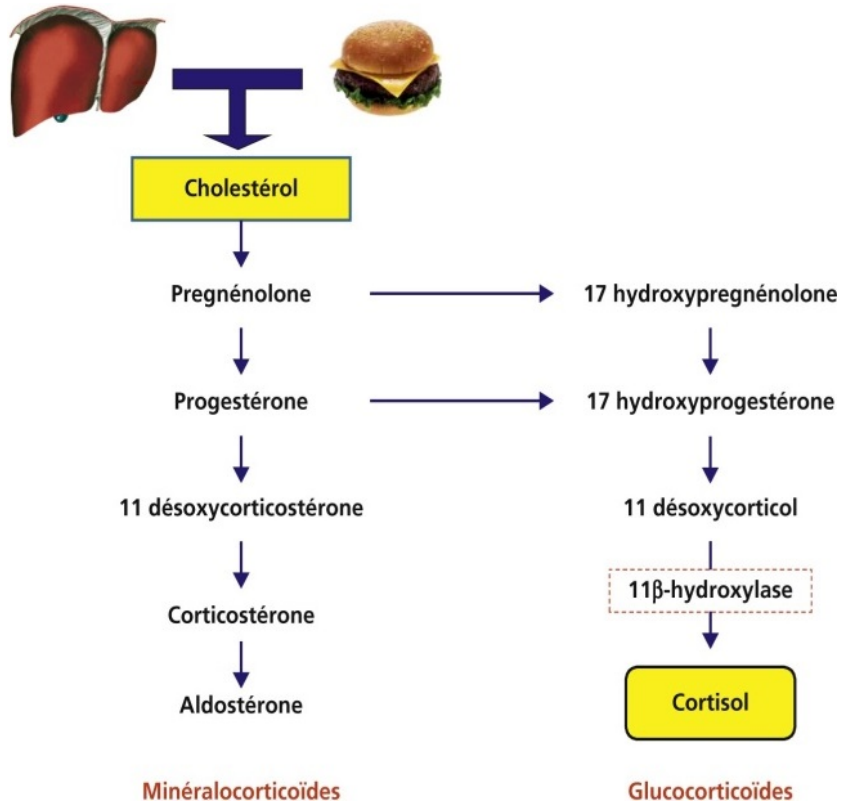 Cholestérol
Pregnénolone
17 hydroxypregnénolone
Progestérone
17 hydroxyprogestérone
11 désoxycorticostérone
11 désoxycorticol
11β-hydroxylase
Corticostérone
Aldostérone
Cortisol
Minéralocorticoïdes
Glucocorticoïdes